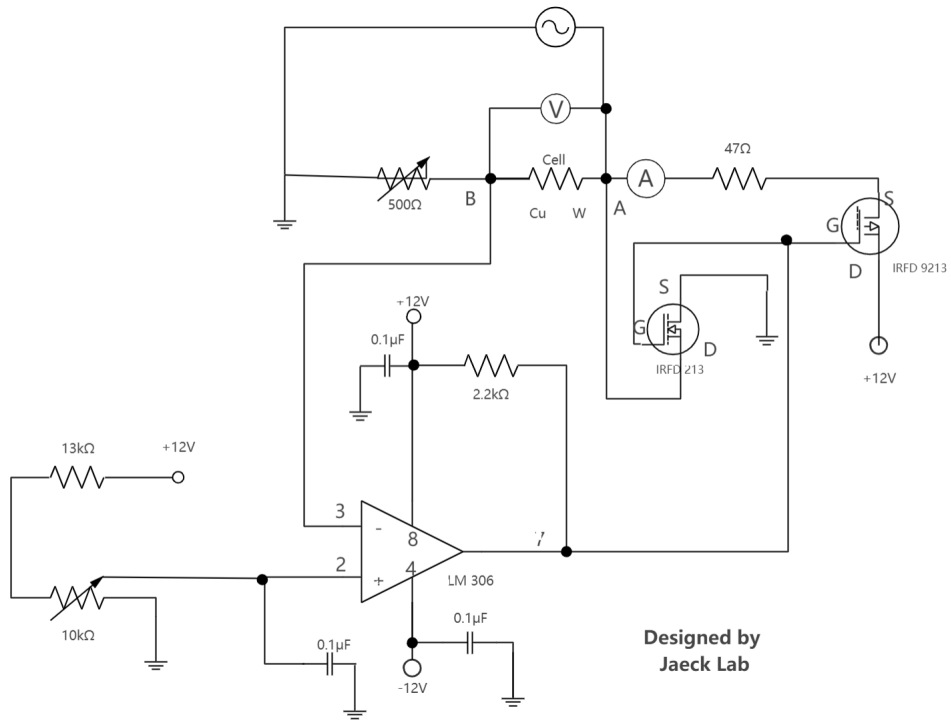 V
47Ω
Cell
A
S
500Ω
B
Cu W A
G
S
D
IRFD 9213
+12V
0.1µF
G
D
IRFD 213
+12V
2.2kΩ
13kΩ
+12V
3
-
8
7
2
4
+
LM 306
10kΩ
0.1µF
0.1µF
-12V
Designed by
Jaeck Lab